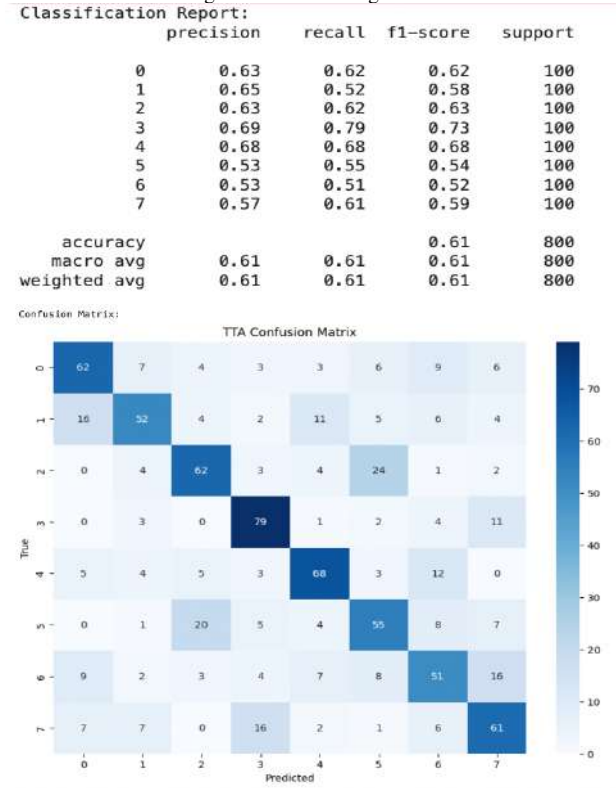 Classification Report:
precision recall f1-score support
0 0.63 0.62 0.62 100
1 0.65 0.52 0.58 100
2 0.63 0.62 0.63 100
3 0.69 0.79 0.73 100
4 0.68 0.68 0.68 100
5 0.53 0.55 0.54 100
6 0.53 0.51 0.52 100
7 0.57 0.61 0.59 100
accuracy 0.61 800
macro avg 0.61 0.61 0.61 800
weighted avg 0.61 0.61 0.61 800
Confusion Matrix:
TTA Confusion Matrix
0 62 7 4 3 3 6 9 6
1 16 52 4 2 11 5 6 4
2 0 4 62 3 4 24 1 2
3 0 3 0 79 1 2 4 11
4 5 4 5 3 68 3 12 0
5 0 1 20 5 4 55 8 7
6 9 2 3 4 7 8 51 16
7 7 7 0 16 2 1 6 61
0 1 2 3 4 5 6 7
Predicted
True
70
60
50
40
30
20
10
0